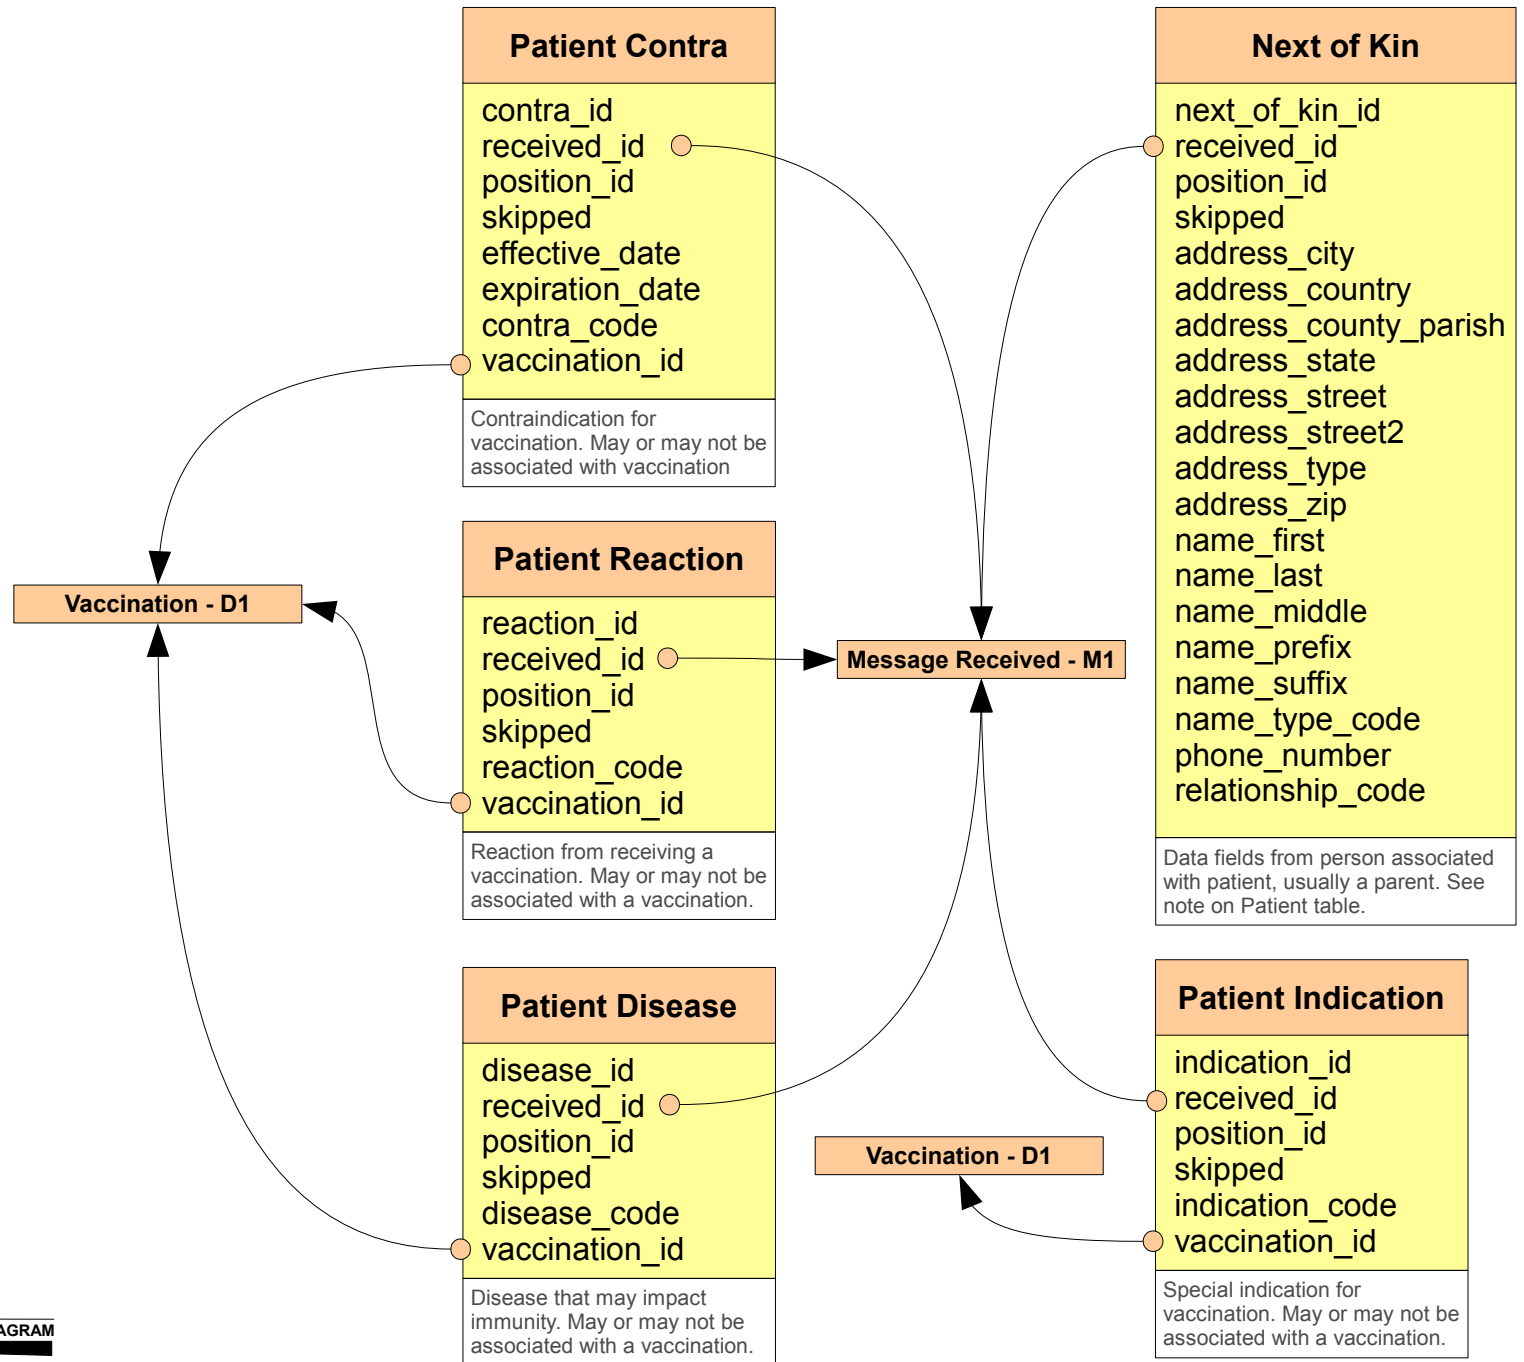 Patient Contra
contra_id
received_id
position_id
skipped
effective_date
expiration_date
contra_code
vaccination_id
Contraindication for
vaccination. May or may not be
associated with vaccination
Next of Kin
next_of_kin_id
received_id
position_id
skipped
address_city
address_country
address_county_parish
address_state
address_street
address_street2
address_type
address_zip
name_first
name_last
name_middle
name_prefix
name_suffix
name_type_code
phone_number
relationship_code
Data fields from person associated
with patient, usually a parent. See
note on Patient table.
Vaccination - D1
Patient Reaction
reaction_id
received_id
position_id
skipped
reaction_code
vaccination_id
Reaction from receiving a
vaccination. May or may not be
associated with a vaccination.
Message Received - M1
Patient Disease
disease_id
received_id
position_id
skipped
disease_code
vaccination_id
Disease that may impact
immunity. May or may not be
associated with a vaccination.
Vaccination - D1
Patient Indication
indication_id
received_id
position_id
skipped
indication_code
vaccination_id
Special indication for
vaccination. May or may not be
associated with a vaccination.
AGRAM